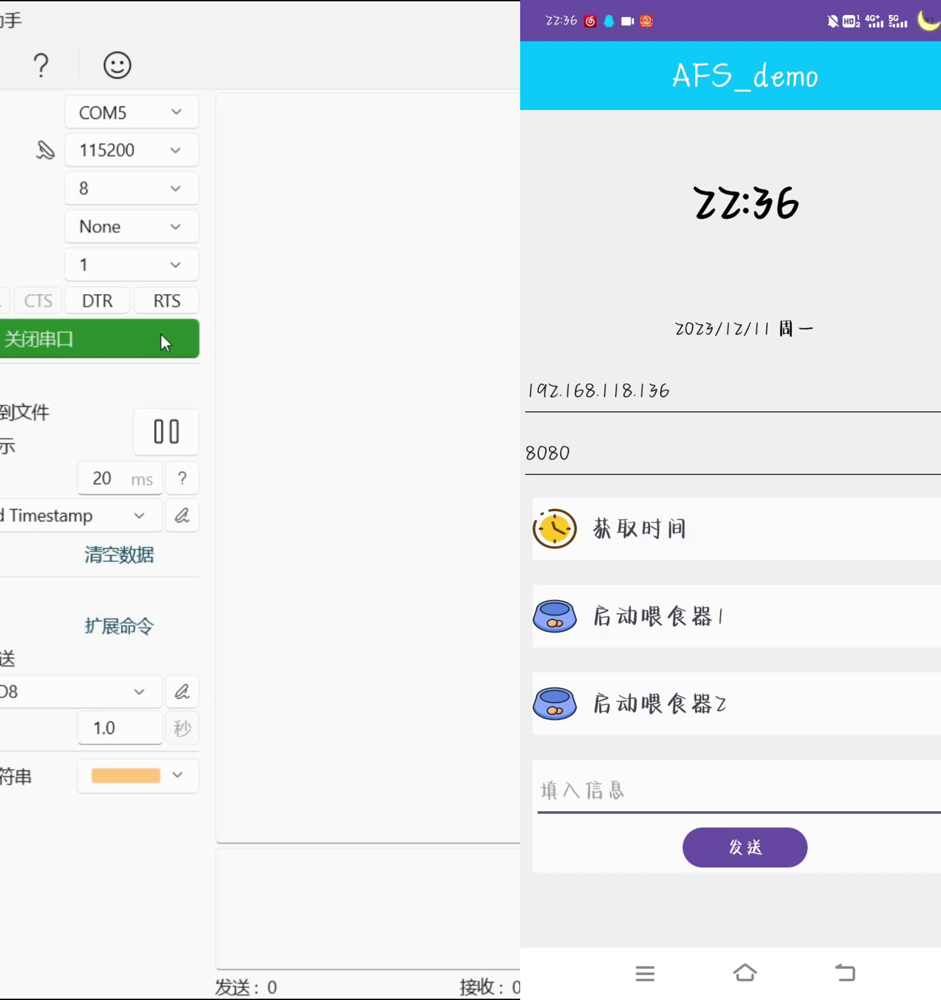 手
COM5
115200
8
None
1
CTS
DTR
RTS
关闭串口
到文件
示
20 ms
?
d Timestamp
清空数据
扩展命令
送
D8
1.0
秒
符串
发送: 0
接收: 0
22:36
HD 1 2
4G+
5G
AFS_demo
22:36
2023/12/11 周一
192.168.118.136
8080
获取时间
启动喂食器1
启动喂食器2
填入信息
发送